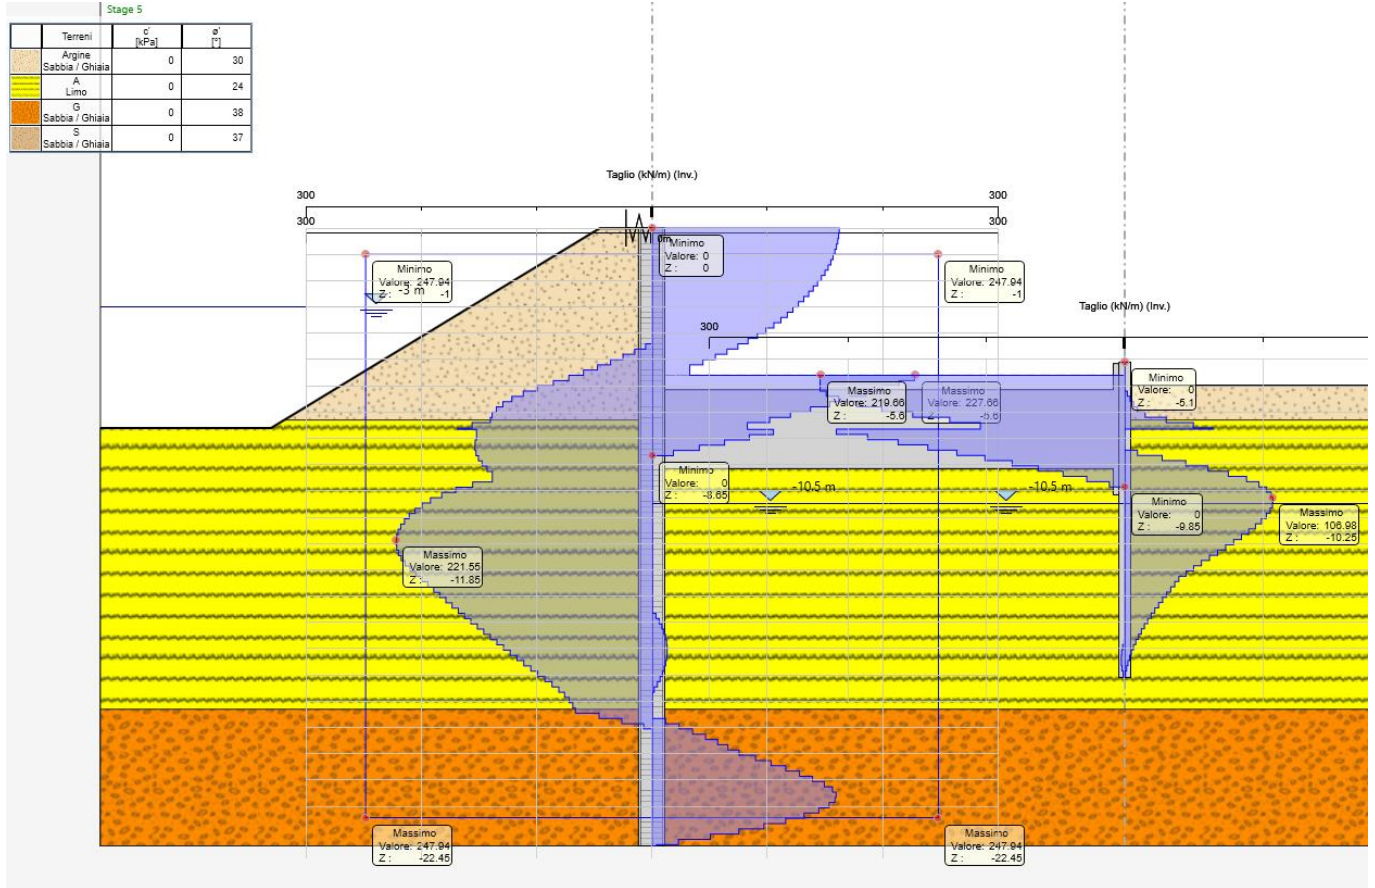 Stage 5
Terreni c' [kPa] ø' [°]
Argine
Sabbia / Ghiaia 0 30
A
Limo 0 24
G
Sabbia / Ghiaia 0 38
S
Sabbia / Ghiaia 0 37
Taglio (kN/m) (Inv.)
300 300
300 300
0m
Minimo
Valore: 0
Z : 0
Minimo
Valore: 247.94
Z : -1
-3 m
Minimo
Valore: 247.94
Z : -1
Taglio (kN/m) (Inv.)
300
Massimo
Valore: 219.66
Z : -5.6
Massimo
Valore: 227.66
Z : -5.6
Minimo
Valore: 0
Z : -5.1
Minimo
Valore: 0
Z : -8.65
-10.5 m
-10.5 m
Minimo
Valore: 0
Z : -9.85
Massimo
Valore: 106.98
Z : -10.25
Massimo
Valore: 221.55
Z : -11.85
Massimo
Valore: 247.94
Z : -22.45
Massimo
Valore: 247.94
Z : -22.45